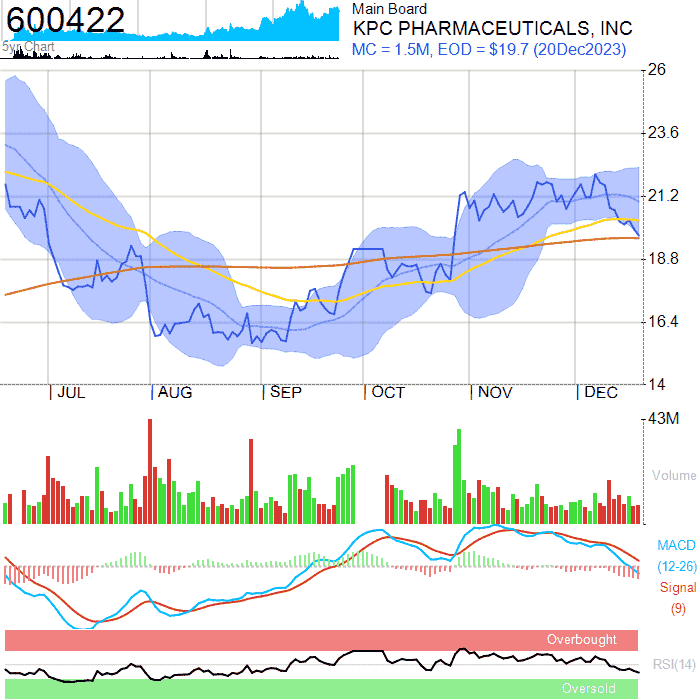 600422
5yr Chart
Main Board
KPC PHARMACEUTICALS, INC
MC = 1.5M, EOD = $19.7 (20Dec2023)
26
23.6
21.2
18.8
16.4
14
| JUL | AUG | SEP | OCT | NOV | DEC
43M
Volume
MACD
(12-26)
Signal
(9)
Overbought
RSI(14)
Oversold